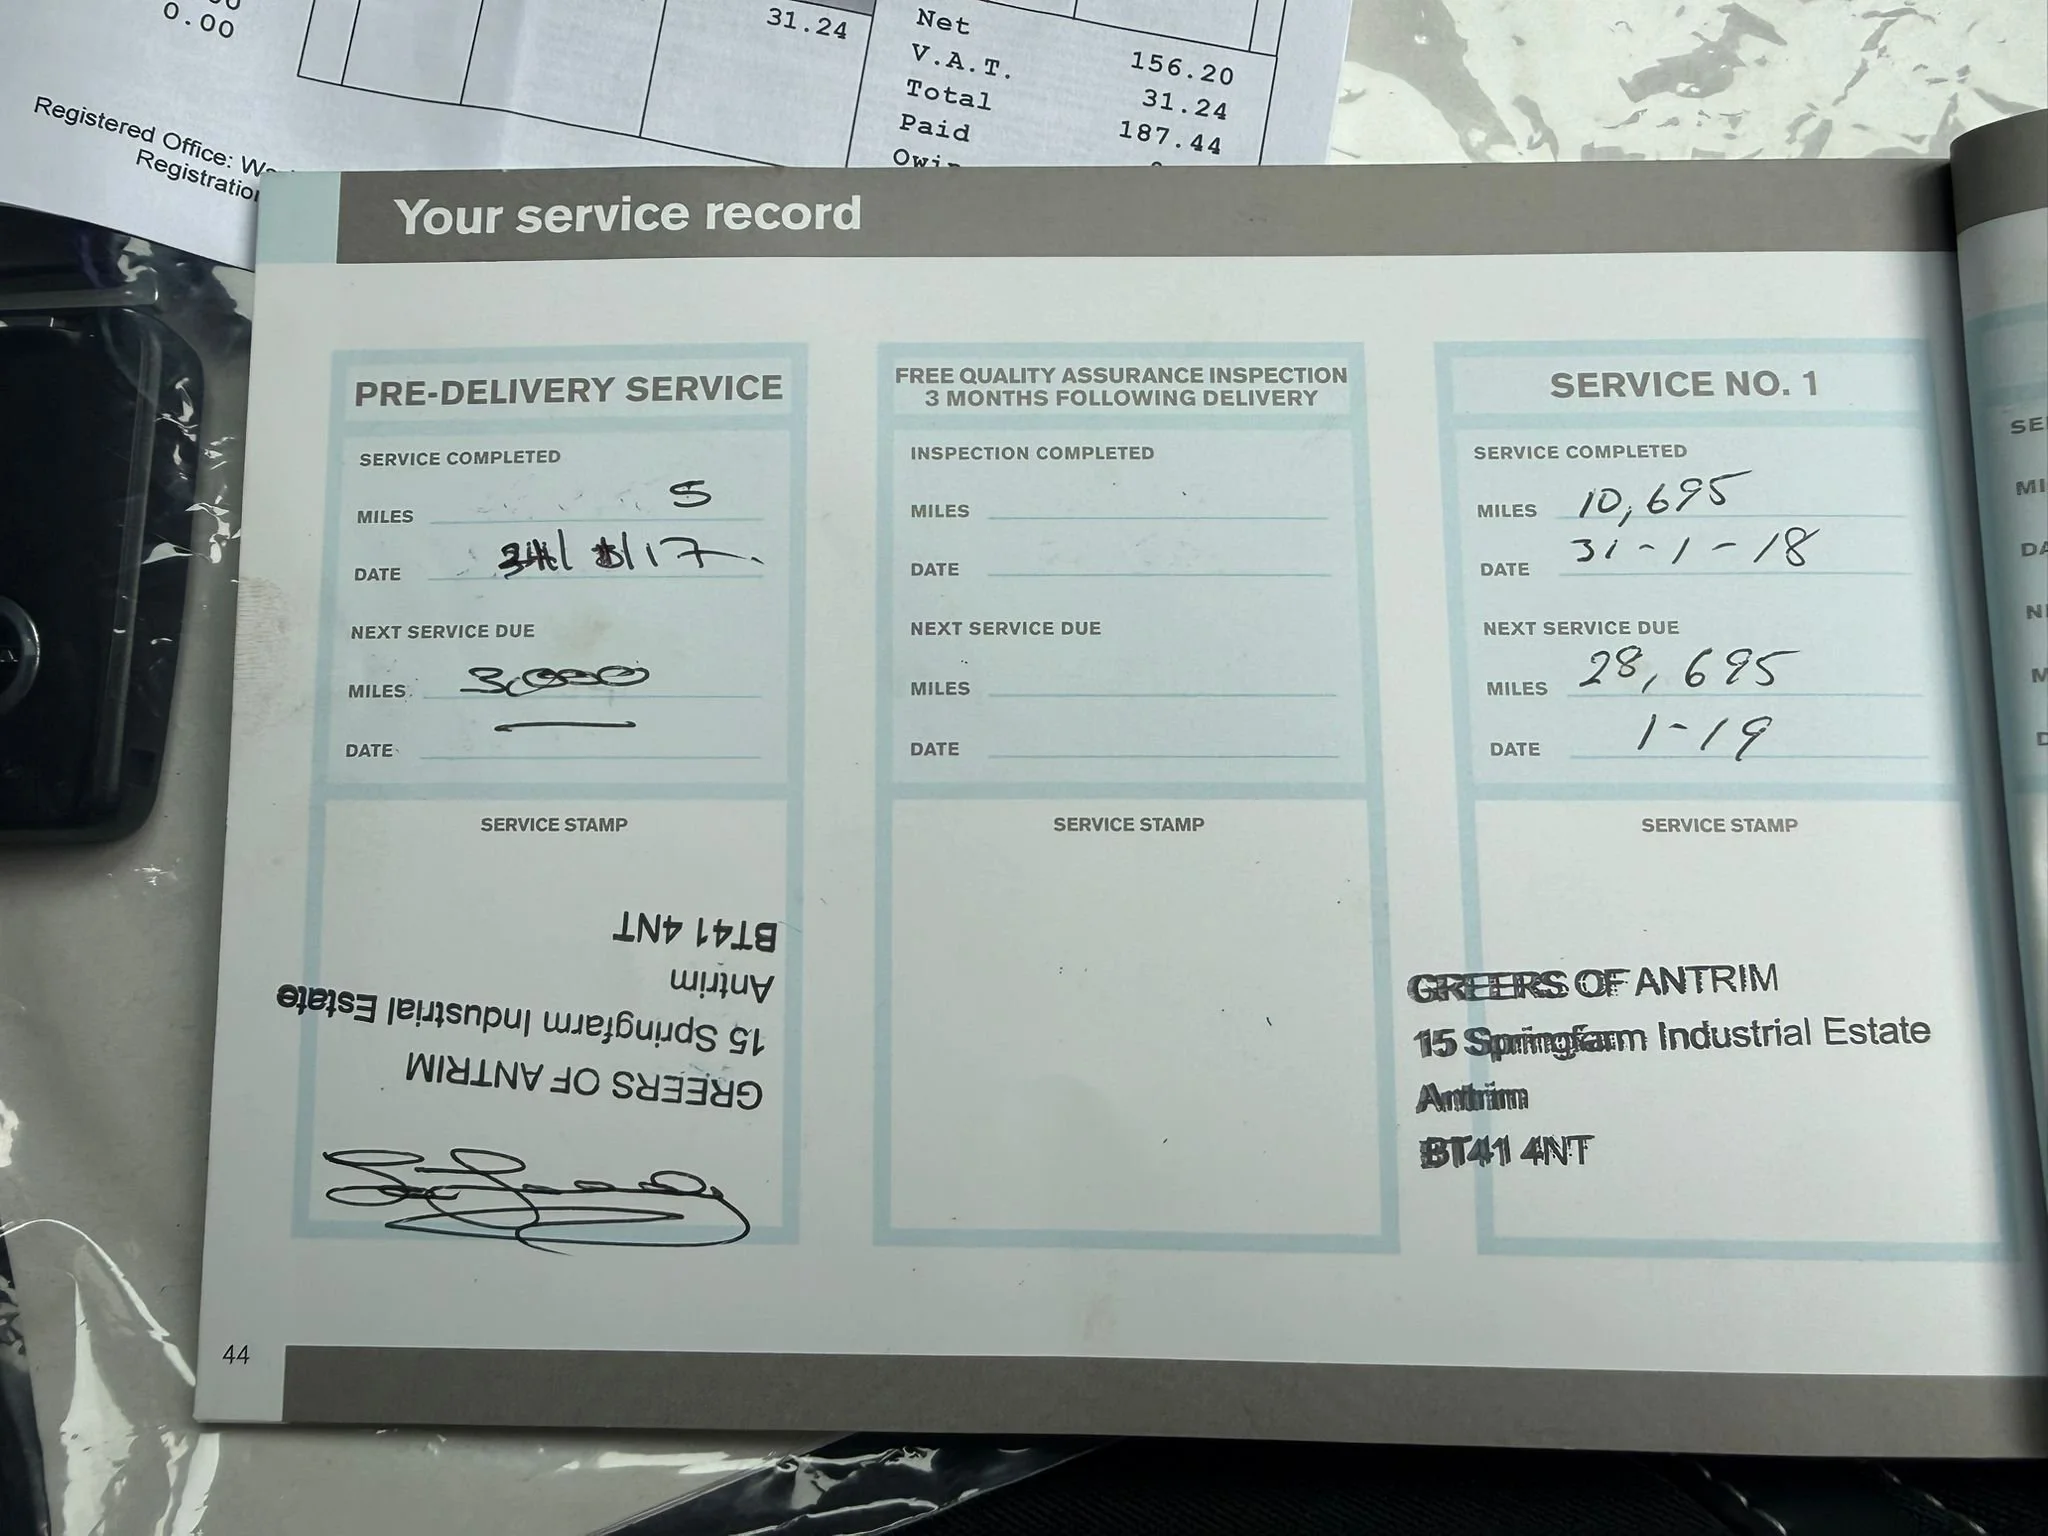 0.00
31.24
Net
156.20
V.A.T.
31.24
Total
187.44
Paid
Registered Office:
Your service record
PRE-DELIVERY SERVICE
SERVICE COMPLETED
MILES 5
DATE /17
NEXT SERVICE DUE
MILES 3,000
DATE
SERVICE STAMP
GREERS OF ANTRIM
15 Springfarm Industrial Estate
Antrim
BT41 4NT
FREE QUALITY ASSURANCE INSPECTION
3 MONTHS FOLLOWING DELIVERY
INSPECTION COMPLETED
MILES
DATE
NEXT SERVICE DUE
MILES
DATE
SERVICE STAMP
SERVICE NO. 1
SERVICE COMPLETED
MILES 10,695
DATE 31-1-18
NEXT SERVICE DUE
MILES 28,695
DATE 1-19
SERVICE STAMP
GREERS OF ANTRIM
15 Springfarm Industrial Estate
Antrim
BT41 4NT
44